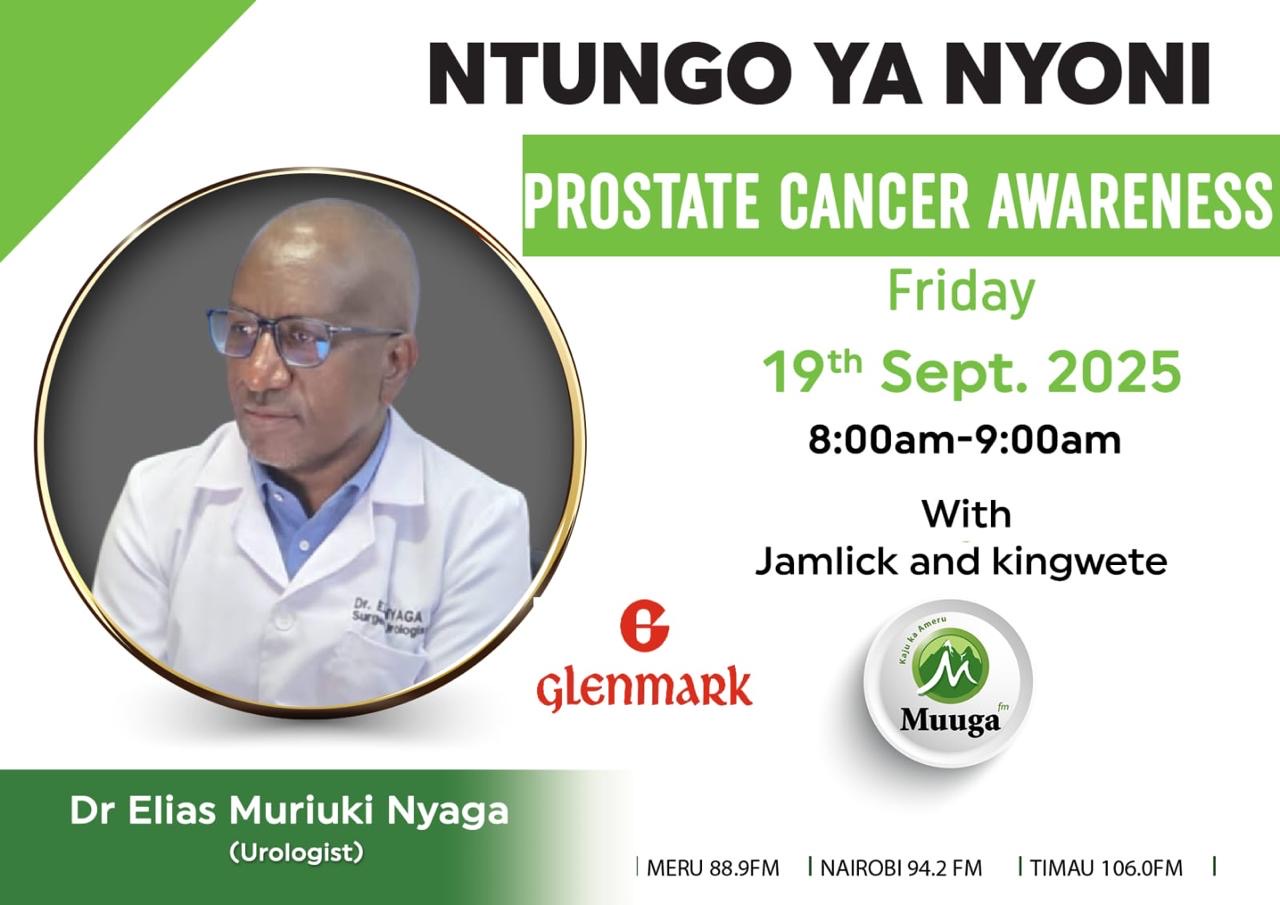 NTUNGO YA NYONI
PROSTATE CANCER AWARENESS
Friday
19th Sept. 2025
8:00am-9:00am
With
Jamlick and kingwete
Dr. E. NYAGA
glenmark
Kaju ka Ameru
Muuga fm
Dr Elias Muriuki Nyaga
(Urologist)
MERU 88.9FM
NAIROBI 94.2 FM
TIMAU 106.0FM